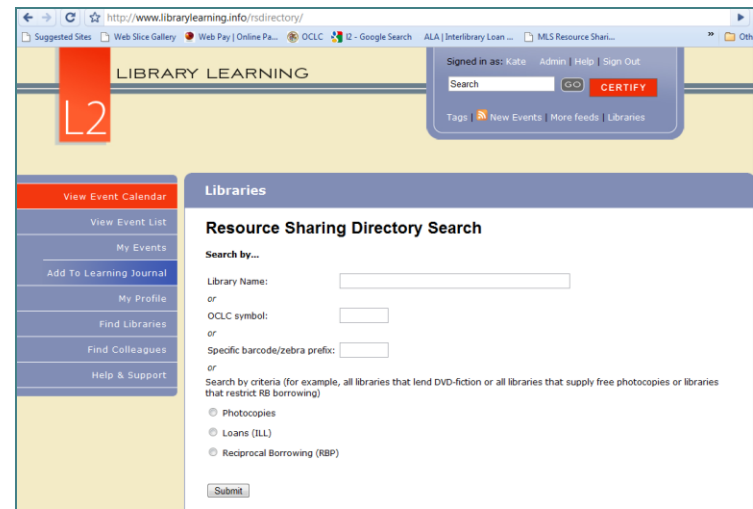 http://www.librarylearning.info/rsdirectory/
Suggested Sites Web Slice Gallery Web Pay | Online Pa... OCLC I2 - Google Search ALA | Interlibrary Loan ... MLS Resource Shari... » Oth
LIBRARY LEARNING
L2
Signed in as: Kate Admin | Help | Sign Out
Search GO CERTIFY
Tags | New Events | More feeds | Libraries
View Event Calendar
View Event List
My Events
Add To Learning Journal
My Profile
Find Libraries
Find Colleagues
Help & Support
Libraries
Resource Sharing Directory Search
Search by...
Library Name:
or
OCLC symbol:
or
Specific barcode/zebra prefix:
or
Search by criteria (for example, all libraries that lend DVD-fiction or all libraries that supply free photocopies or libraries
that restrict RB borrowing)
Photocopies
Loans (ILL)
Reciprocal Borrowing (RBP)
Submit